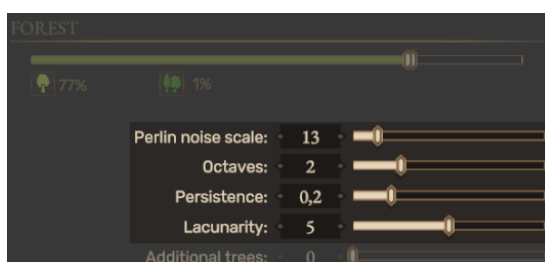 FOREST
77% 1%
Perlin noise scale: 13
Octaves: 2
Persistence: 0,2
Lacunarity: 5
Additional trees: 0